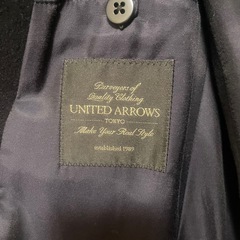 Purveyors of
Quality Clothing
UNITED ARROWS
TOKYO
Make Your Real Style
established 1989